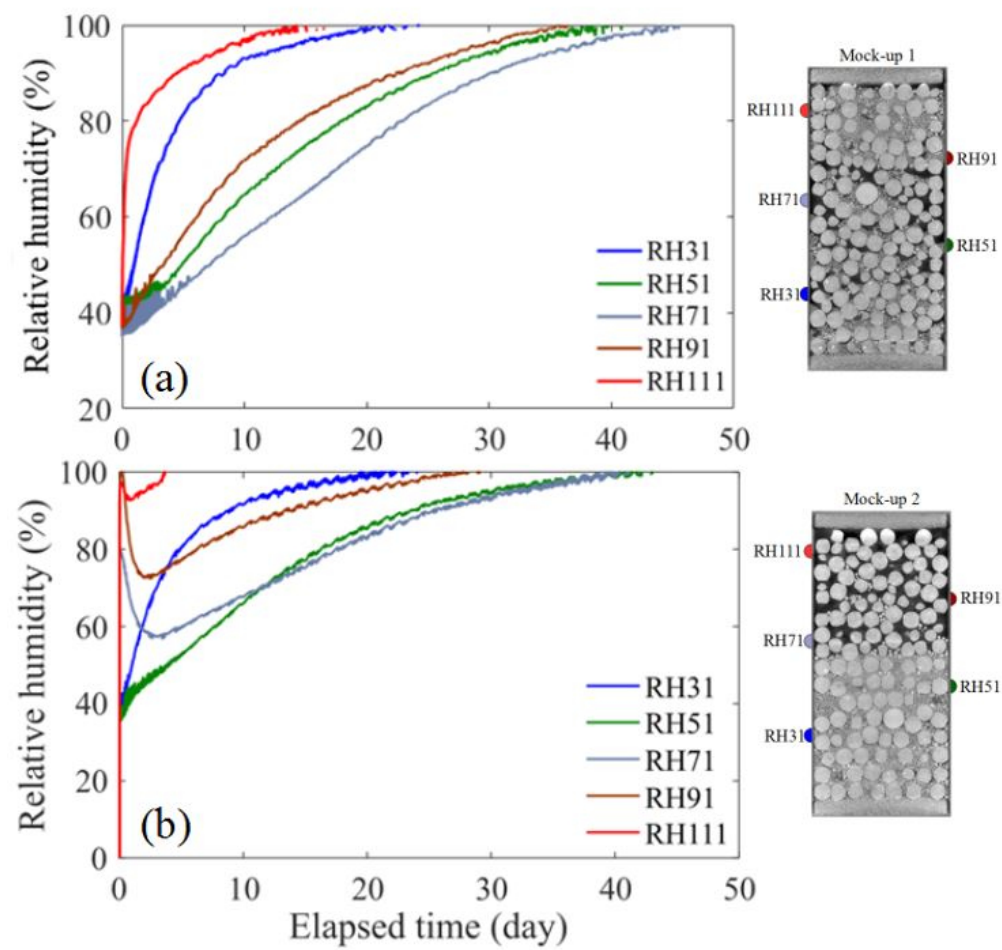 100
80
60
40
20
Relative humidity (%)
(a)
RH31
RH51
RH71
RH91
RH111
0 10 20 30 40 50
Mock-up 1
RH111
RH91
RH71
RH51
RH31
100
80
60
40
20
0
Relative humidity (%)
(b)
RH31
RH51
RH71
RH91
RH111
0 10 20 30 40 50
Elapsed time (day)
Mock-up 2
RH111
RH91
RH71
RH51
RH31